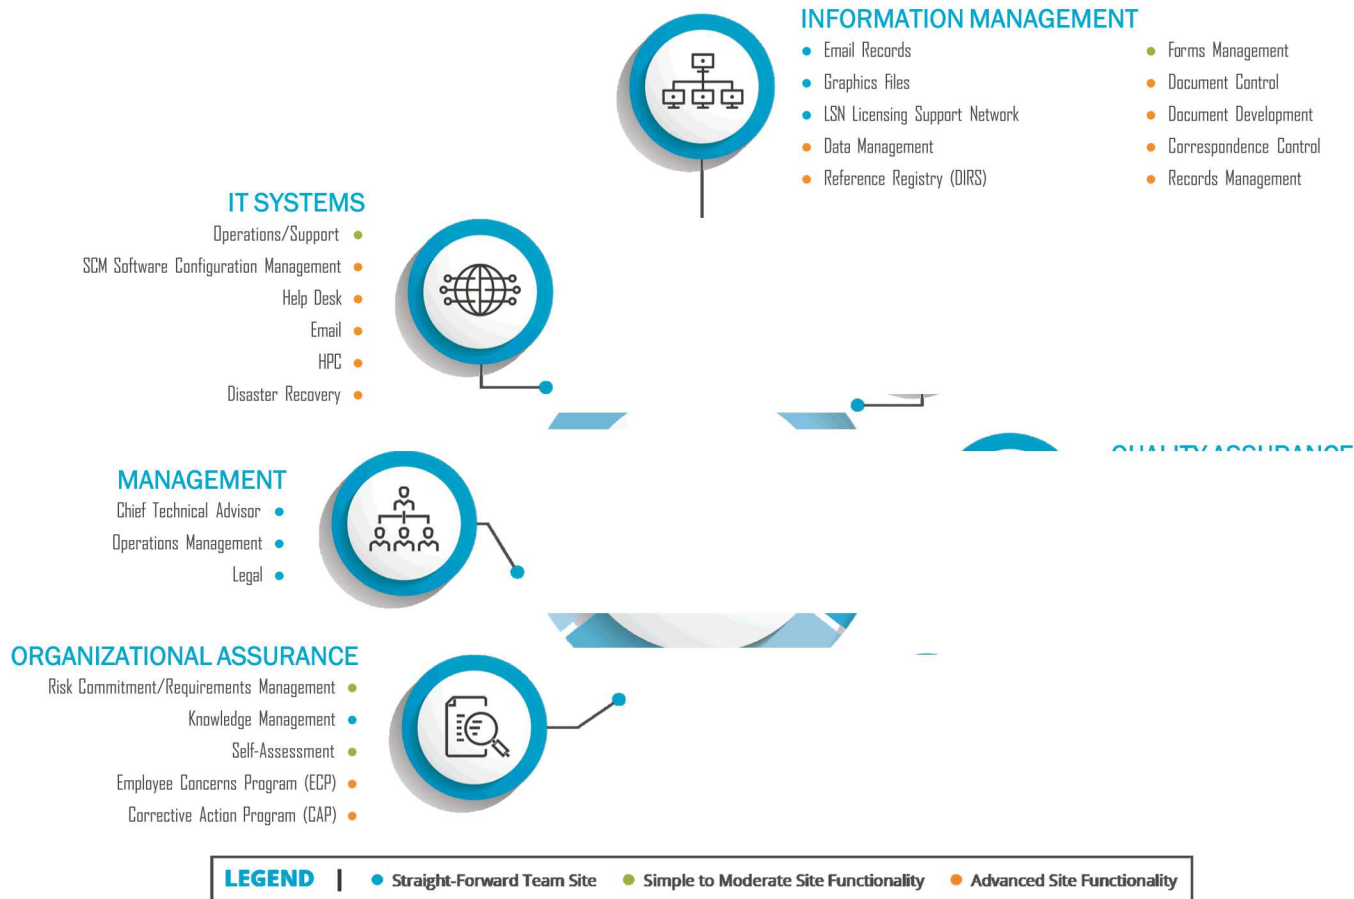 INFORMATION MANAGEMENT
Email Records
Graphics Files
LSN Licensing Support Network
Data Management
Reference Registry (DIRS)
Forms Management
Document Control
Document Development
Correspondence Control
Records Management
IT SYSTEMS
Operations/Support
SCM Software Configuration Management
Help Desk
Email
HPC
Disaster Recovery
QUALITY ASSURANCE
MANAGEMENT
Chief Technical Advisor
Operations Management
Legal
ORGANIZATIONAL ASSURANCE
Risk Commitment/Requirements Management
Knowledge Management
Self-Assessment
Employee Concerns Program (ECP)
Corrective Action Program (CAP)
LEGEND | Straight-Forward Team Site Simple to Moderate Site Functionality Advanced Site Functionality